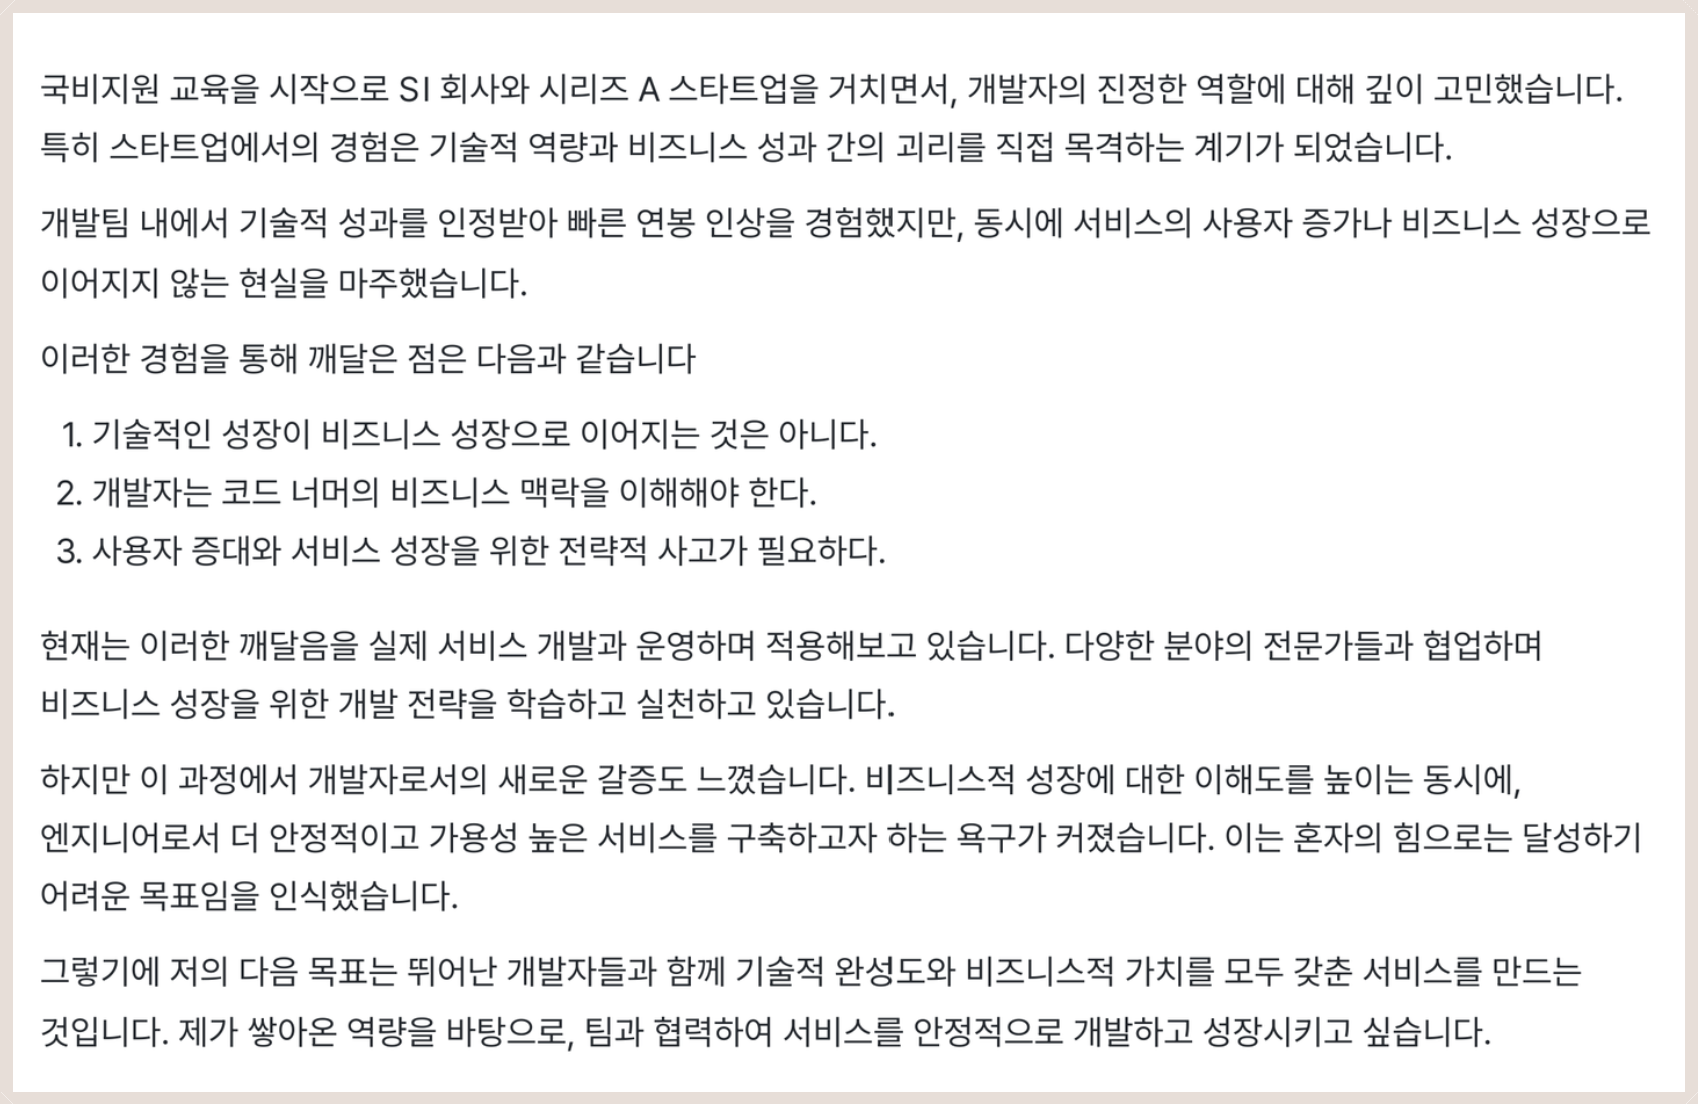 국비지원 교육을 시작으로 SI 회사와 시리즈 A 스타트업을 거치면서, 개발자의 진정한 역할에 대해 깊이 고민했습니다.
특히 스타트업에서의 경험은 기술적 역량과 비즈니스 성과 간의 괴리를 직접 목격하는 계기가 되었습니다.
개발팀 내에서 기술적 성과를 인정받아 빠른 연봉 인상을 경험했지만, 동시에 서비스의 사용자 증가나 비즈니스 성장으로
이어지지 않는 현실을 마주했습니다.
이러한 경험을 통해 깨달은 점은 다음과 같습니다
1. 기술적인 성장이 비즈니스 성장으로 이어지는 것은 아니다.
2. 개발자는 코드 너머의 비즈니스 맥락을 이해해야 한다.
3. 사용자 증대와 서비스 성장을 위한 전략적 사고가 필요하다.
현재는 이러한 깨달음을 실제 서비스 개발과 운영하며 적용해보고 있습니다. 다양한 분야의 전문가들과 협업하며
비즈니스 성장을 위한 개발 전략을 학습하고 실천하고 있습니다.
하지만 이 과정에서 개발자로서의 새로운 갈증도 느꼈습니다. 비즈니스적 성장에 대한 이해도를 높이는 동시에,
엔지니어로서 더 안정적이고 가용성 높은 서비스를 구축하고자 하는 욕구가 커졌습니다. 이는 혼자의 힘으로는 달성하기
어려운 목표임을 인식했습니다.
그렇기에 저의 다음 목표는 뛰어난 개발자들과 함께 기술적 완성도와 비즈니스적 가치를 모두 갖춘 서비스를 만드는
것입니다. 제가 쌓아온 역량을 바탕으로, 팀과 협력하여 서비스를 안정적으로 개발하고 성장시키고 싶습니다.